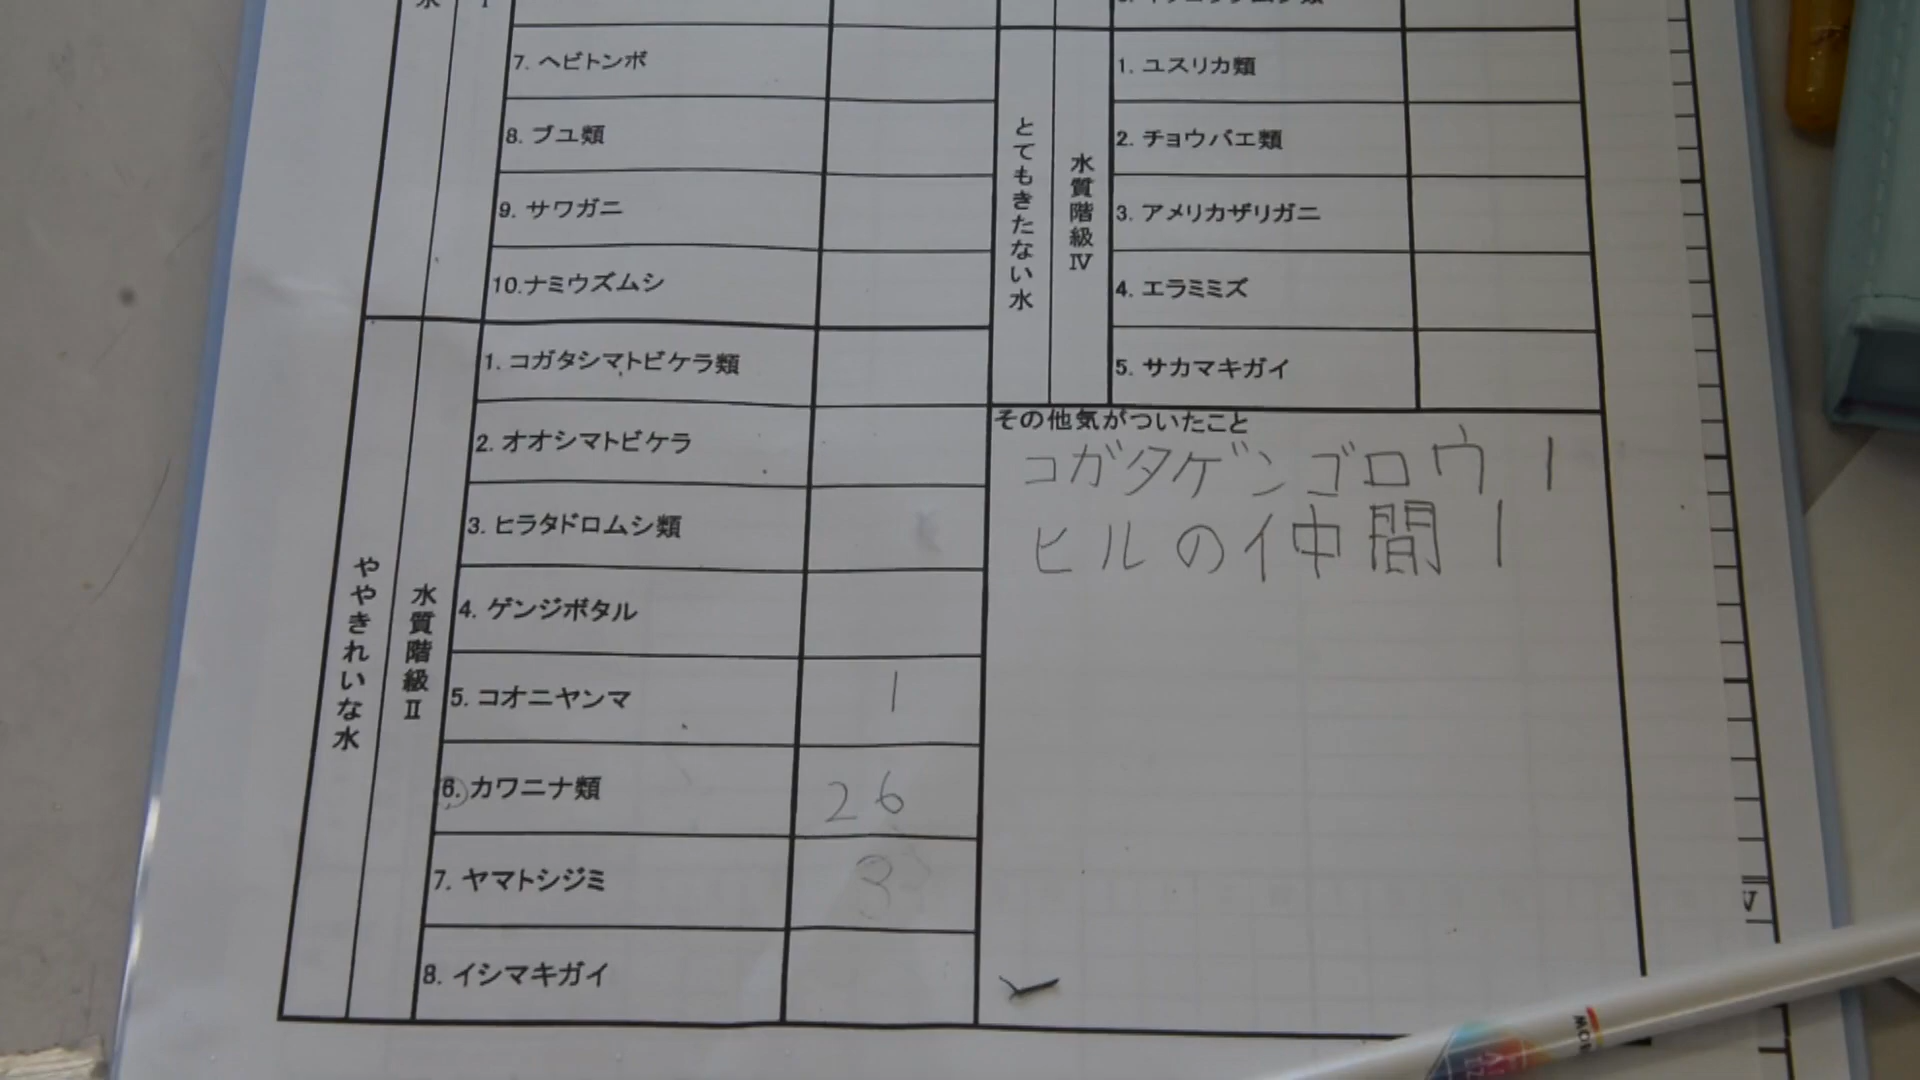 7. ヘビトンボ
8. ブユ類
9. サワガニ
10.ナミウズムシ
ややきれいな水
水質階級Ⅱ
1. コガタシマトビケラ類
2. オオシマトビケラ
3. ヒラタドロムシ類
4. ゲンジボタル
5. コオニヤンマ 1
6. カワニナ類 26
7. ヤマトシジミ 3
8. イシマキガイ
とてもきたない水
水質階級Ⅳ
1. ユスリカ類
2. チョウバエ類
3. アメリカザリガニ
4. エラミミズ
5. サカマキガイ
その他気がついたこと
コガタゲンゴロウ 1
ヒルの仲間 1